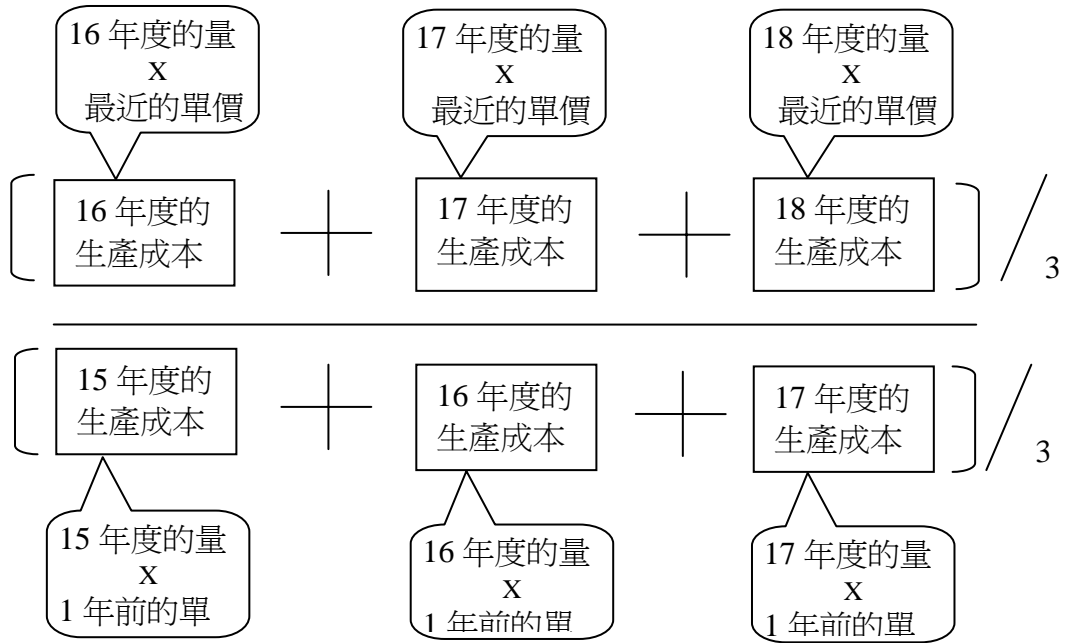 16 年度的量
X
最近的單價
17 年度的量
X
最近的單價
18 年度的量
X
最近的單價
16 年度的
生產成本
17 年度的
生產成本
18 年度的
生產成本
3
15 年度的
生產成本
16 年度的
生產成本
17 年度的
生產成本
3
15 年度的量
X
1 年前的單
16 年度的量
X
1 年前的單
17 年度的量
X
1 年前的單